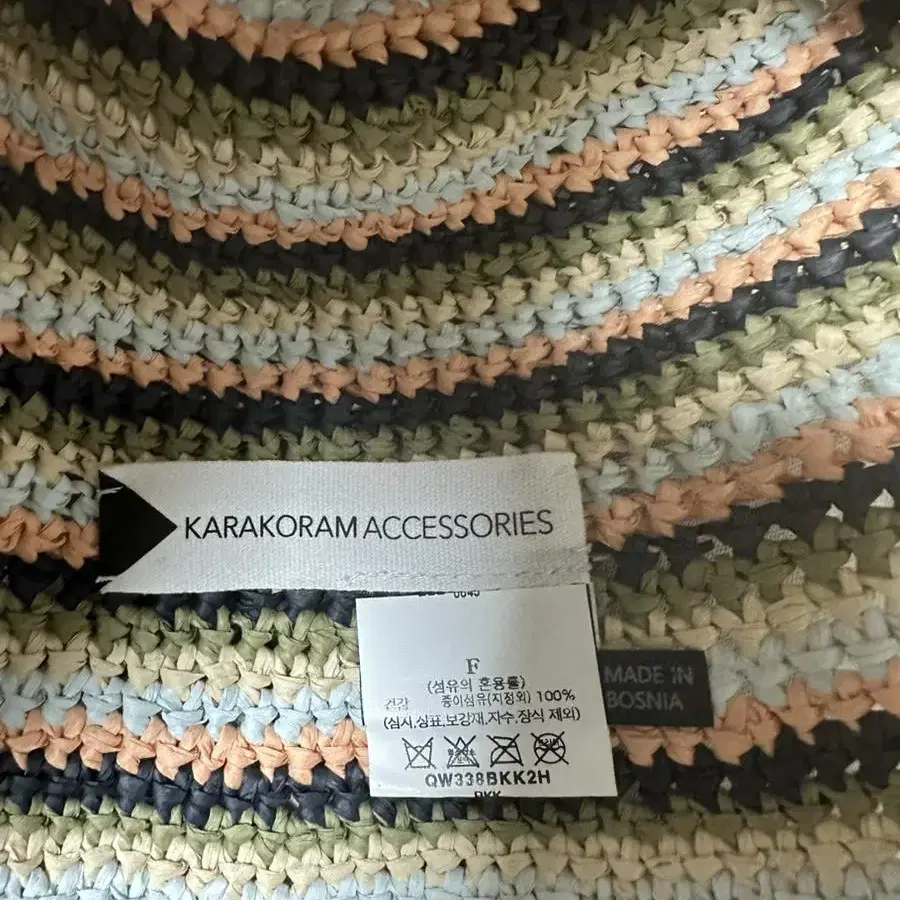 KARAKORAM ACCESSORIES
F
(섬유의 혼용률)
겉감 종이섬유(지정외) 100%
(심지,상표,보강재,자수,장식 제외)
QW338BKK2H
MADE IN
BOSNIA